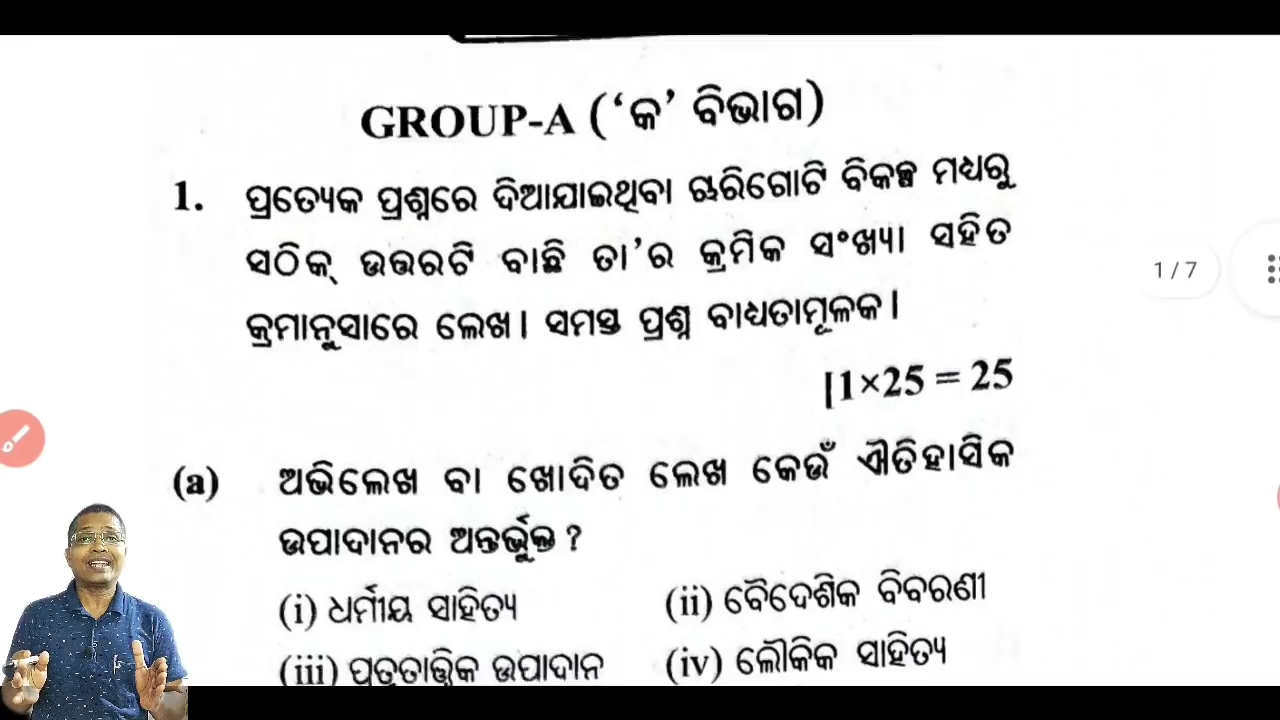 GROUP-A (‘କ’ ବିଭାଗ)
1. ପ୍ରତ୍ୟେକ ପ୍ରଶ୍ନରେ ଦିଆଯାଇଥିବା ଚାରିଗୋଟି ବିକଳ୍ପ ମଧ୍ୟରୁ
ସଠିକ୍ ଉତ୍ତରଟି ବାଛି ତା’ର କ୍ରମିକ ସଂଖ୍ୟା ସହିତ
କ୍ରମାନୁସାରେ ଲେଖ। ସମସ୍ତ ପ୍ରଶ୍ନ ବାଧ୍ୟତାମୂଳକ।
[1×25 = 25
1 / 7
(a) ଅଭିଲେଖ ବା ଖୋଦିତ ଲେଖ କେଉଁ ଐତିହାସିକ
ଉପାଦାନର ଅନ୍ତର୍ଭୁକ୍ତ ?
(i) ଧର୍ମୀୟ ସାହିତ୍ୟ (ii) ବୈଦେଶିକ ବିବରଣୀ
(iii) ପ୍ରତ୍ନତାତ୍ତ୍ୱିକ ଉପାଦାନ (iv) ଲୌକିକ ସାହିତ୍ୟ